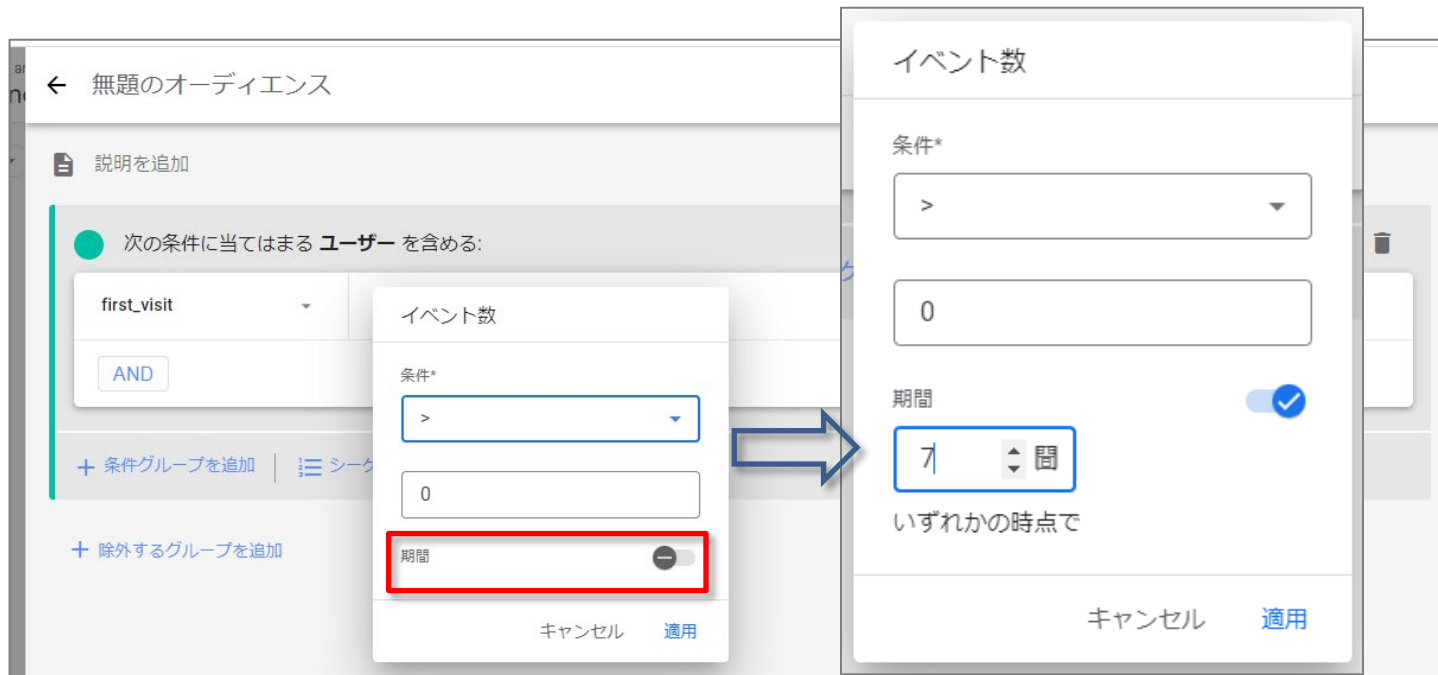 無題のオーディエンス
説明を追加
次の条件に当てはまる ユーザー を含める:
first_visit
AND
+ 条件グループを追加
シーケ
+ 除外するグループを追加
イベント数
条件*
>
0
期間
キャンセル 適用
イベント数
条件*
>
0
期間
7 間
いずれかの時点で
キャンセル 適用